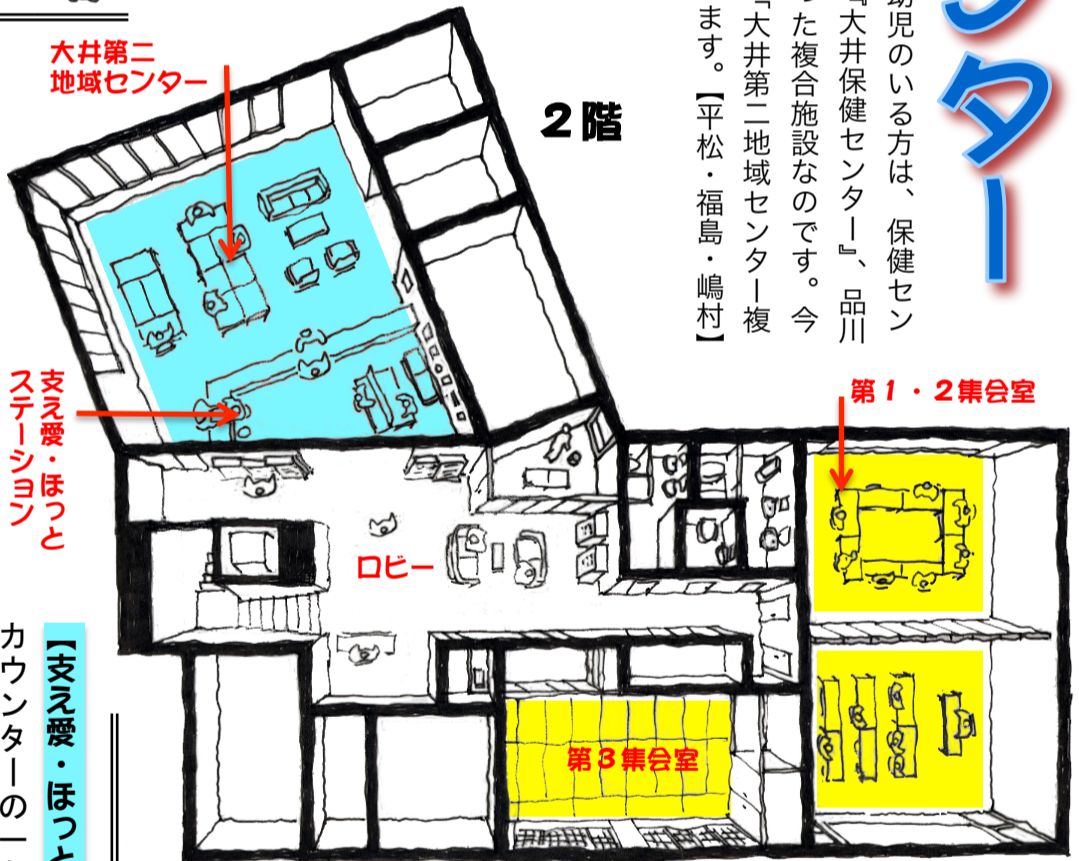 ンター
幼児のいる方は、保健セン
『大井保健センター』、品川
った複合施設なのです。今
『大井第二地域センター複
ます。【平松・福島・嶋村】
2階
大井第二
地域センター
支え愛・ほっと
ステーション
第1・2集会室
ロビー
第3集会室
【支え愛・ほっと
カウンターの一